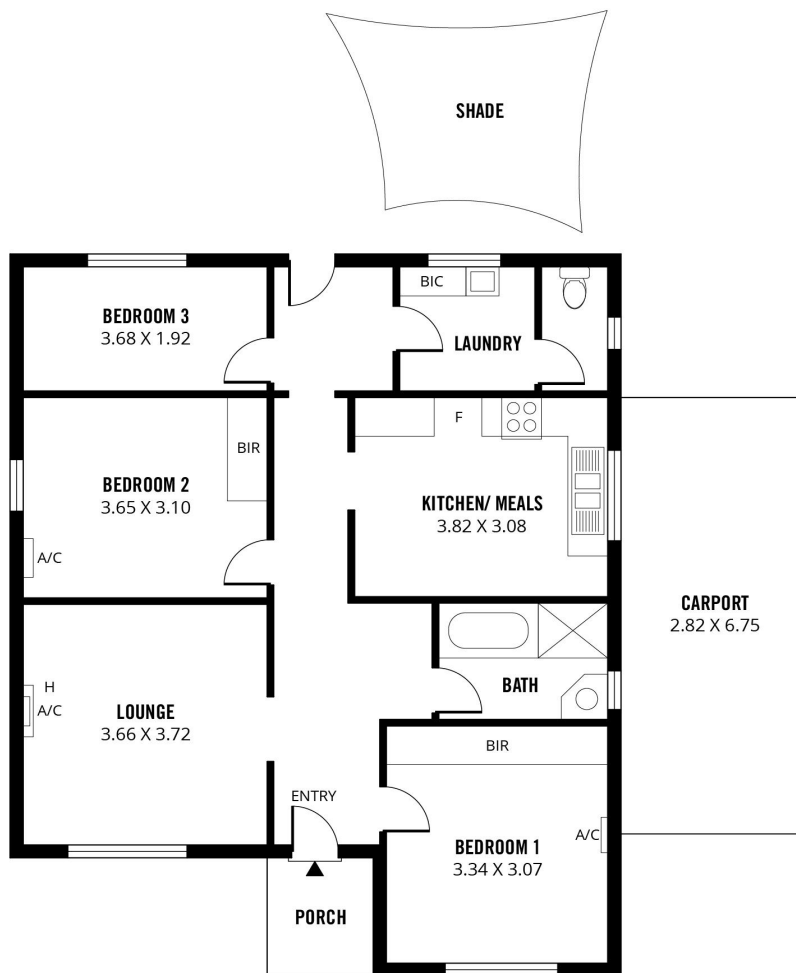 SHADE
BEDROOM 3
3.68 X 1.92
BIC
LAUNDRY
BIR
BEDROOM 2
3.65 X 3.10
A/C
F
KITCHEN/ MEALS
3.82 X 3.08
CARPORT
2.82 X 6.75
H
A/C
LOUNGE
3.66 X 3.72
BATH
BIR
ENTRY
A/C
BEDROOM 1
3.34 X 3.07
PORCH